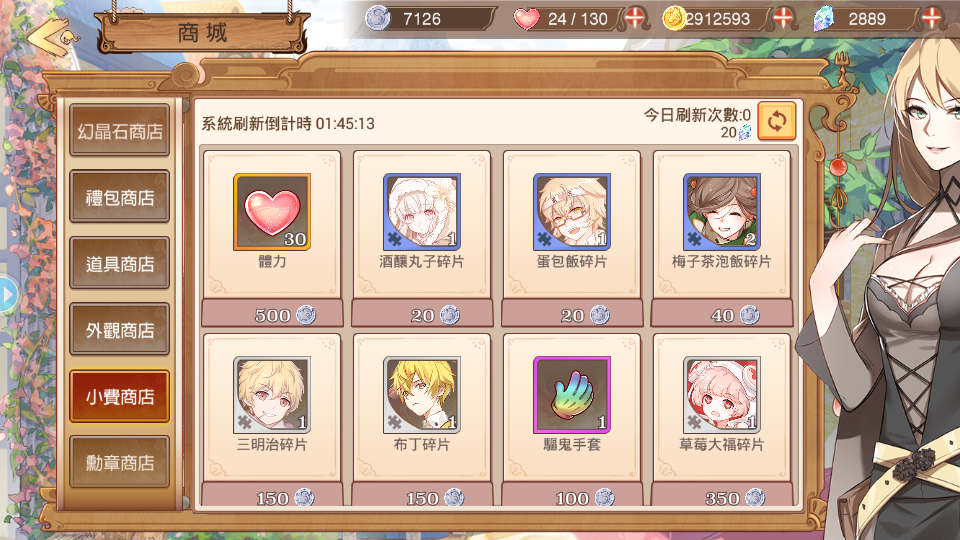 商城
7126
24 / 130
2912593
2889
幻晶石商店
禮包商店
道具商店
外觀商店
小費商店
勳章商店
系統刷新倒計時 01:45:13
今日刷新次數:0
20
30
體力
500
1
酒釀丸子碎片
20
1
蛋包飯碎片
20
2
梅子茶泡飯碎片
40
1
三明治碎片
150
1
布丁碎片
150
1
驅鬼手套
100
1
草莓大福碎片
350